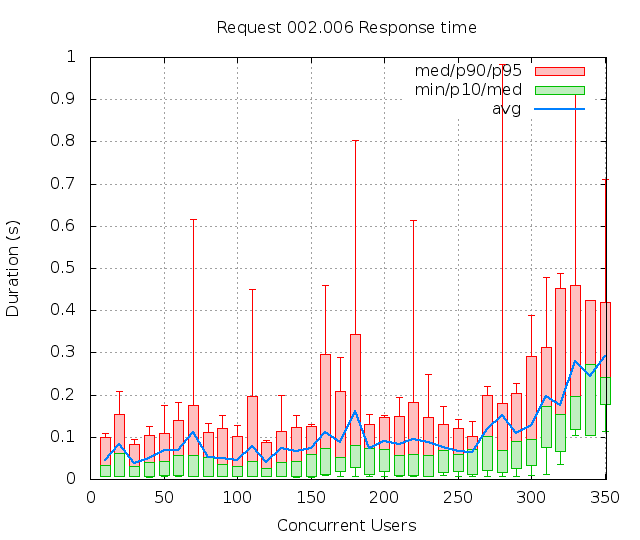 Request 002.006 Response time
med/p90/p95
min/p10/med
avg
Duration (s)
1
0.9
0.8
0.7
0.6
0.5
0.4
0.3
0.2
0.1
0
0 50 100 150 200 250 300 350
Concurrent Users